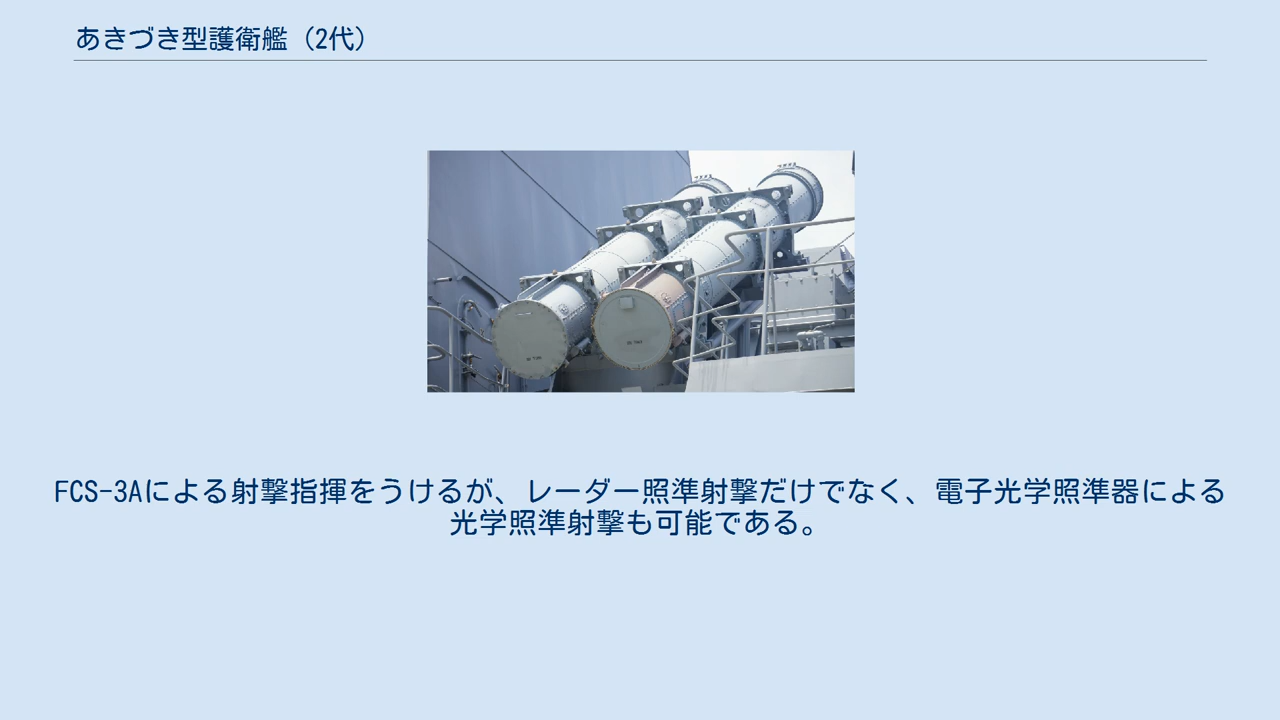 あきづき型護衛艦（2代）
FCS-3Aによる射撃指揮をうけるが、レーダー照準射撃だけでなく、電子光学照準器による
光学照準射撃も可能である。